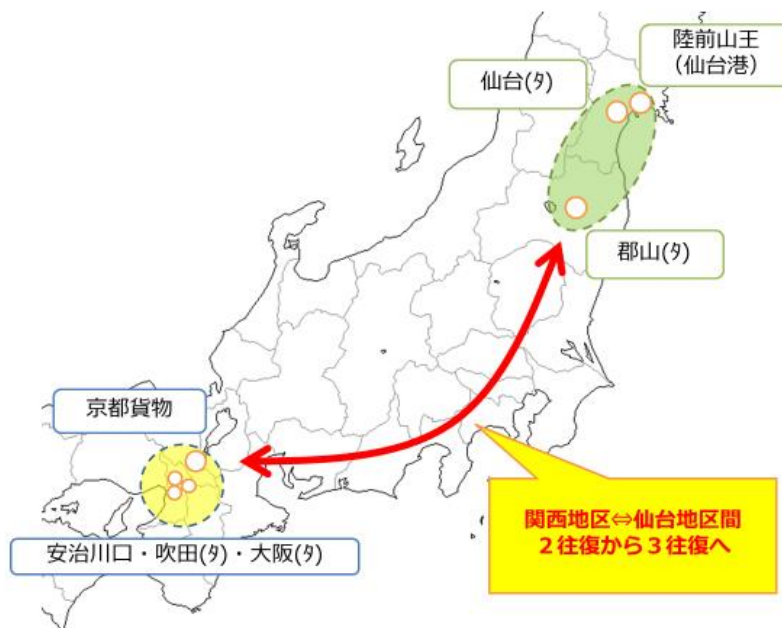 陸前山王
（仙台港）
仙台(ﾀ)
郡山(ﾀ)
京都貨物
関西地区⇔仙台地区間
２往復から３往復へ
安治川口・吹田(ﾀ)・大阪(ﾀ)